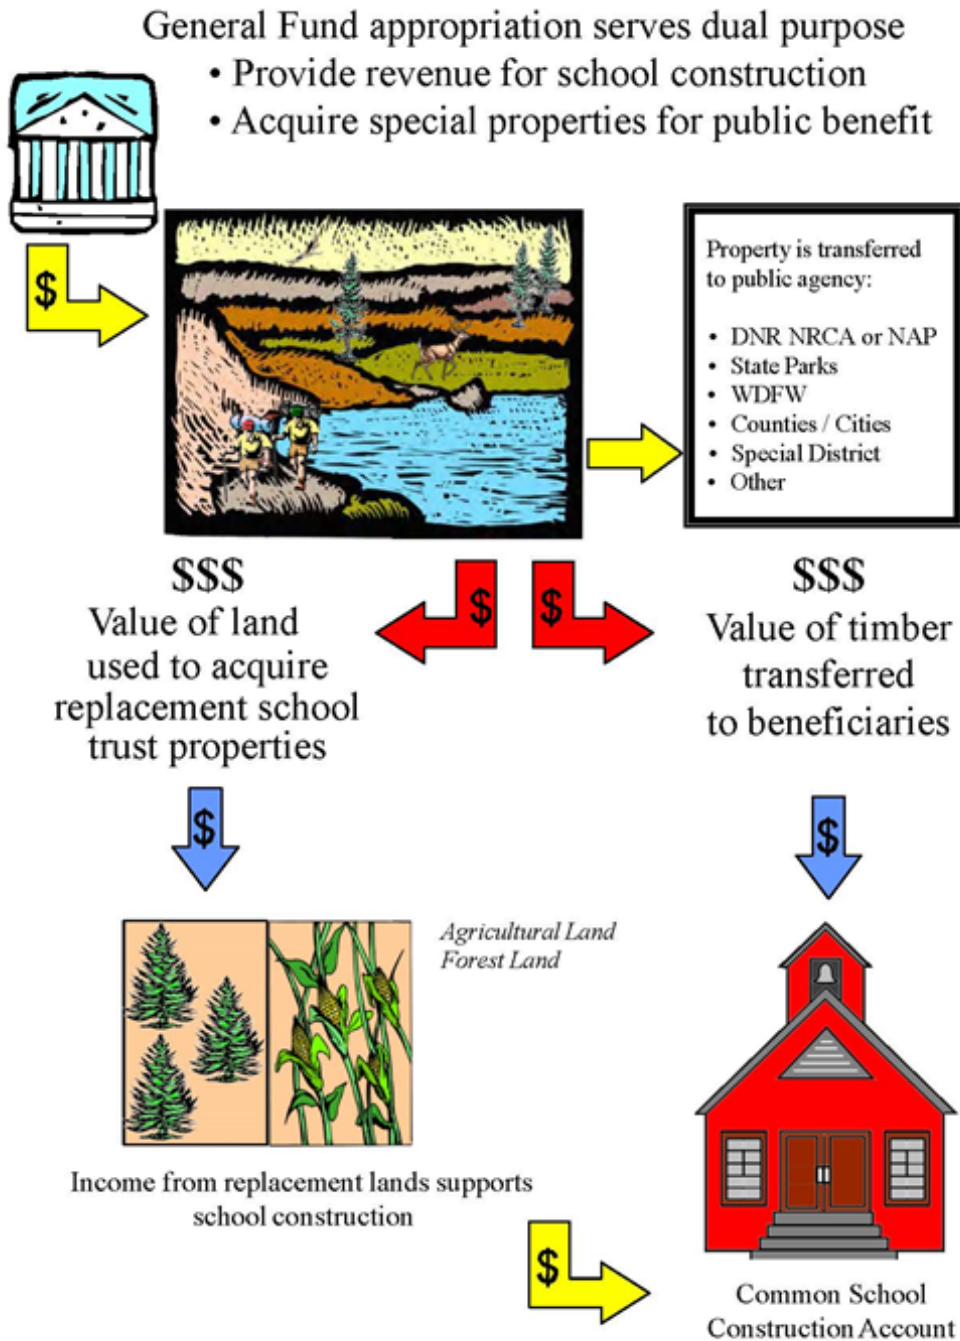 General Fund appropriation serves dual purpose
• Provide revenue for school construction
• Acquire special properties for public benefit
$
Property is transferred
to public agency:
• DNR NRCA or NAP
• State Parks
• WDFW
• Counties / Cities
• Special District
• Other
$$$
Value of land
used to acquire
replacement school
trust properties
$
$
$$$
Value of timber
transferred
to beneficiaries
$
$
Agricultural Land
Forest Land
Income from replacement lands supports
school construction
$
Common School
Construction Account